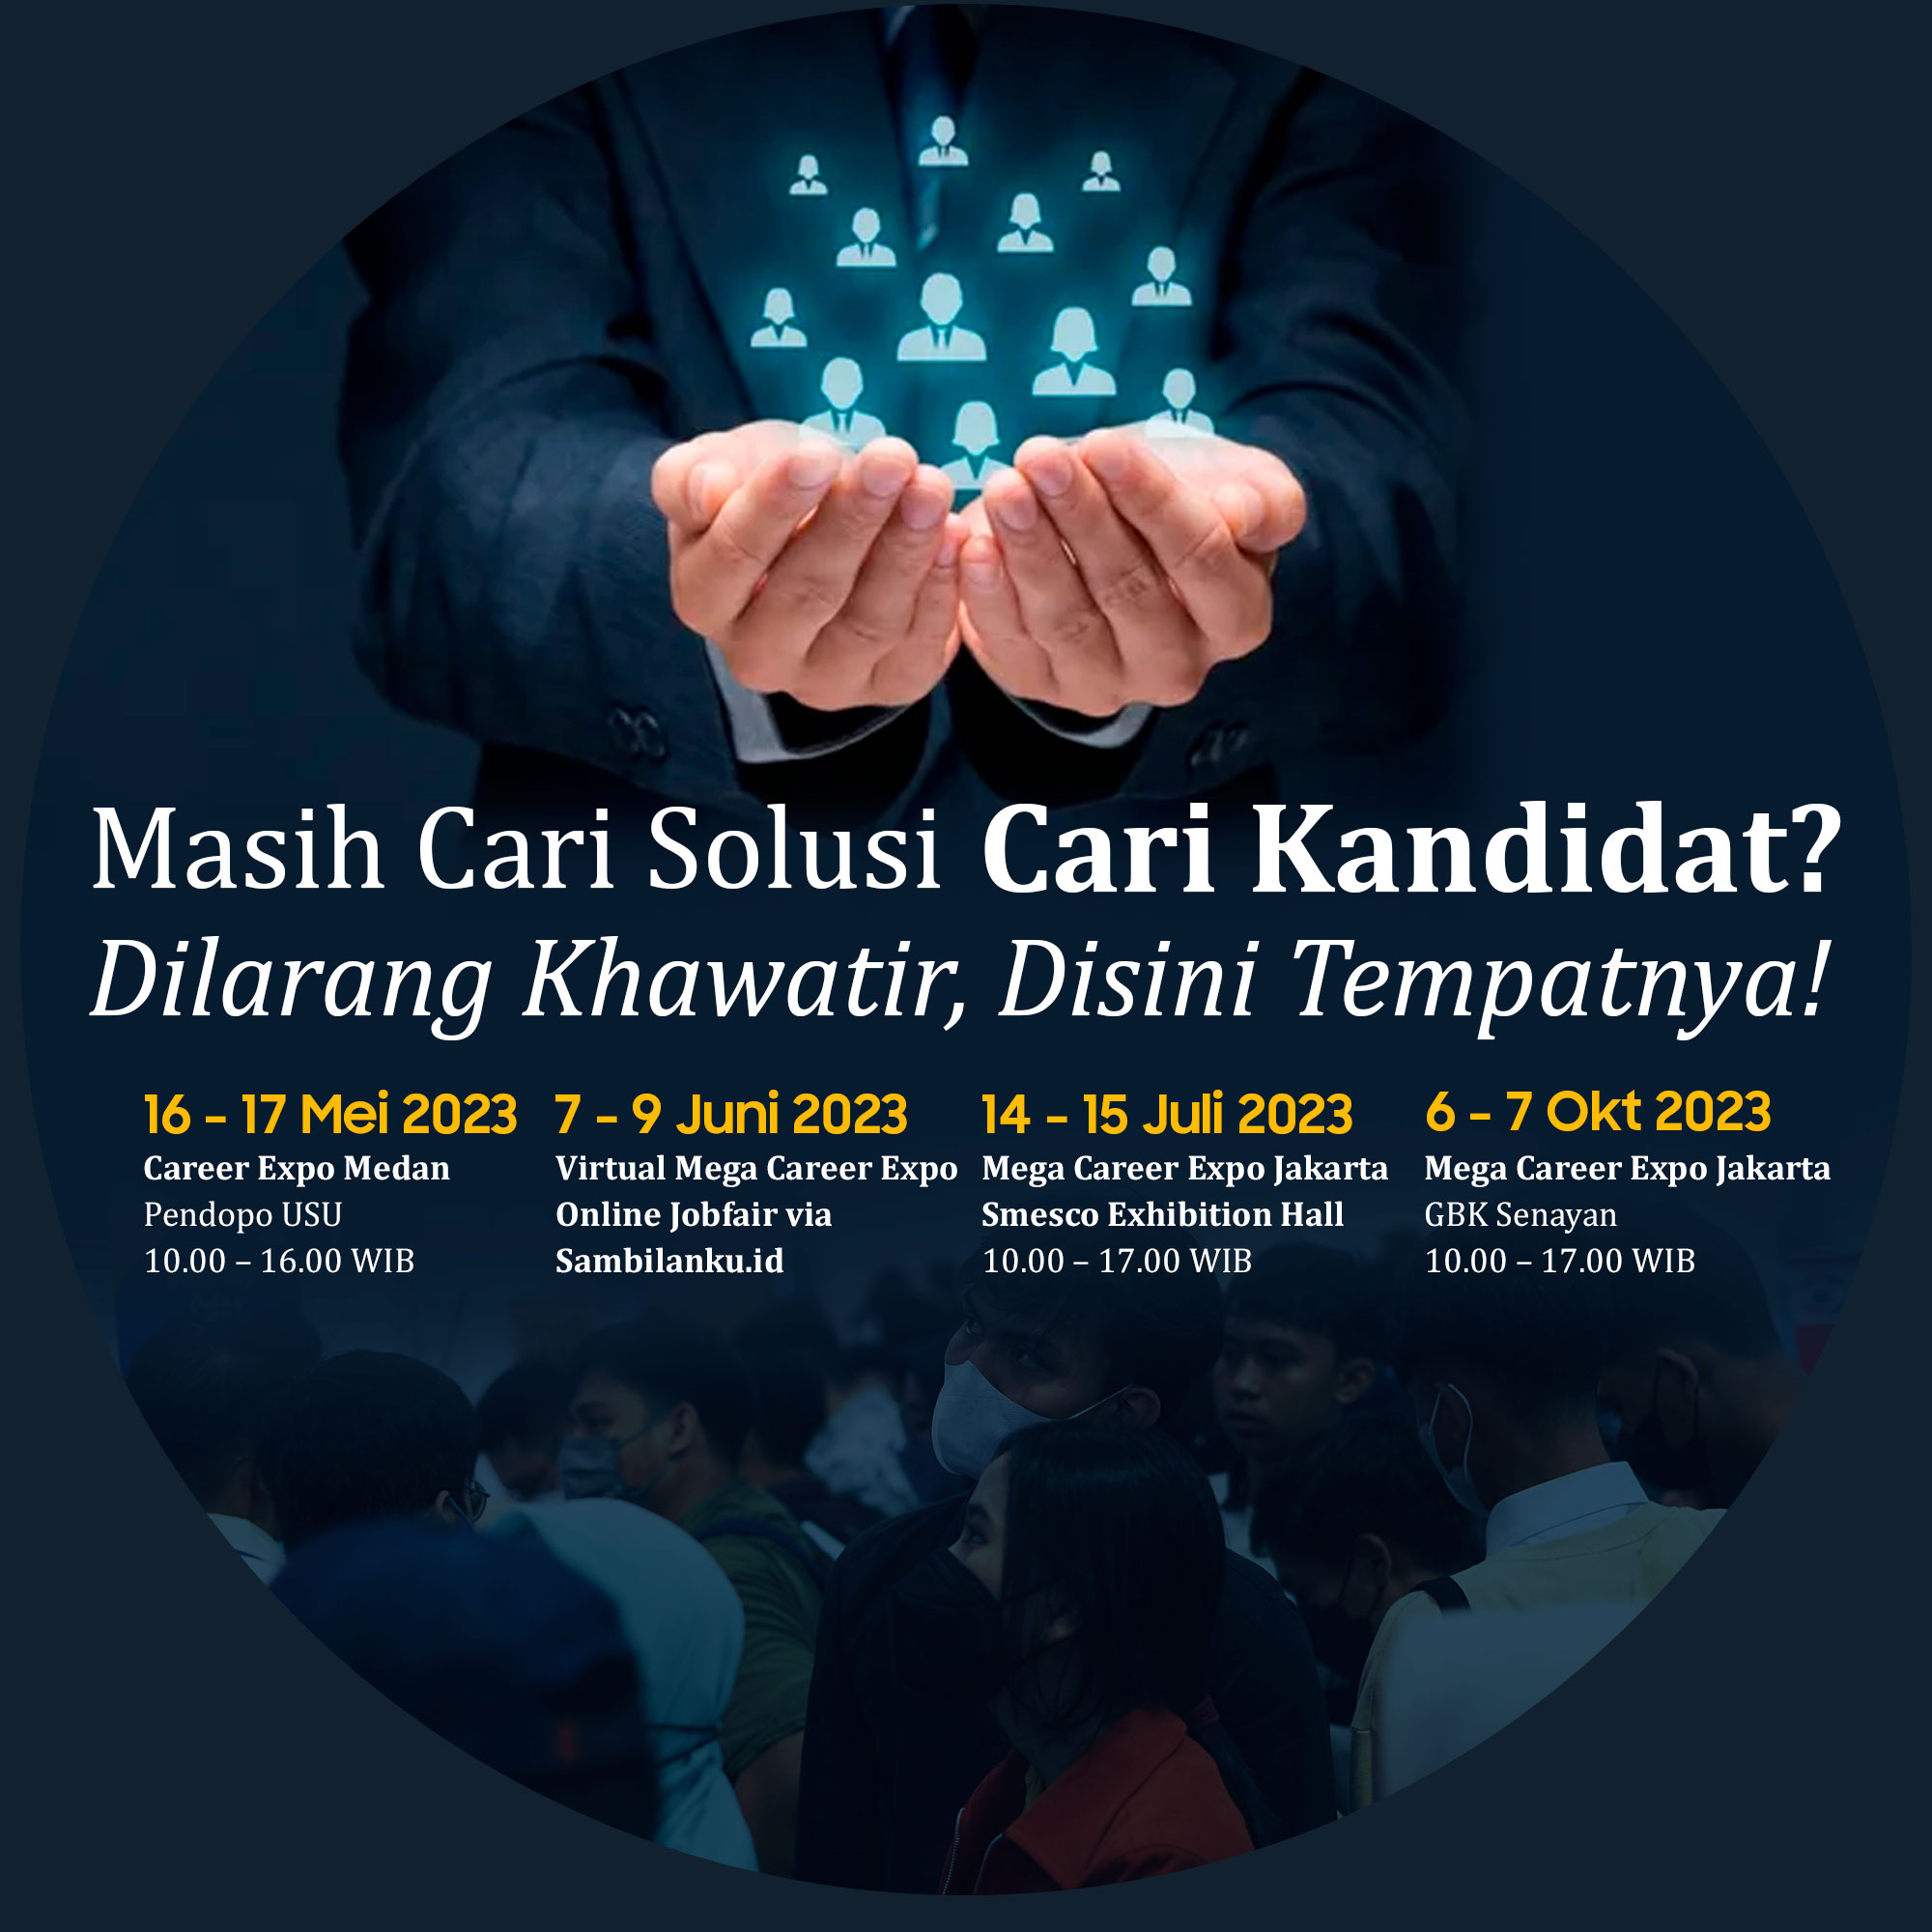 Masih Cari Solusi Cari Kandidat?
Dilarang Khawatir, Disini Tempatnya!
16 - 17 Mei 2023
Career Expo Medan
Pendopo USU
10.00 – 16.00 WIB
7 - 9 Juni 2023
Virtual Mega Career Expo
Online Jobfair via
Sambilanku.id
14 - 15 Juli 2023
Mega Career Expo Jakarta
Smesco Exhibition Hall
10.00 – 17.00 WIB
6 - 7 Okt 2023
Mega Career Expo Jakarta
GBK Senayan
10.00 – 17.00 WIB